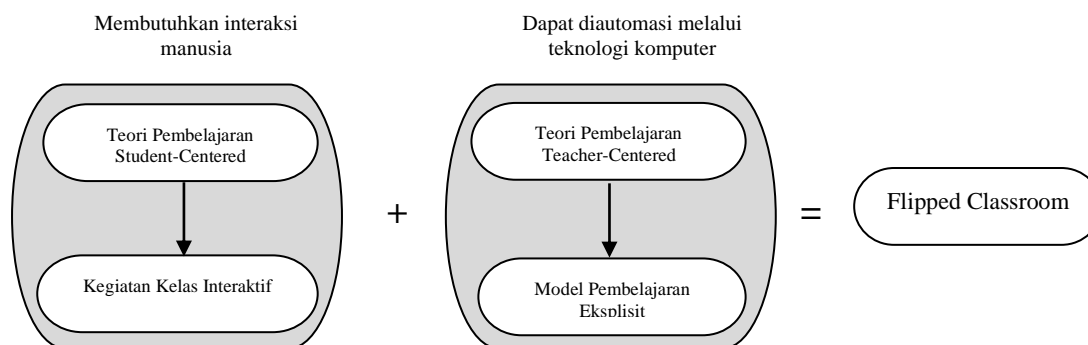 Membutuhkan interaksi
manusia
Dapat diautomasi melalui
teknologi komputer
Teori Pembelajaran
Student-Centered
Teori Pembelajaran
Teacher-Centered
+
=
Flipped Classroom
Kegiatan Kelas Interaktif
Model Pembelajaran
Eksplisit